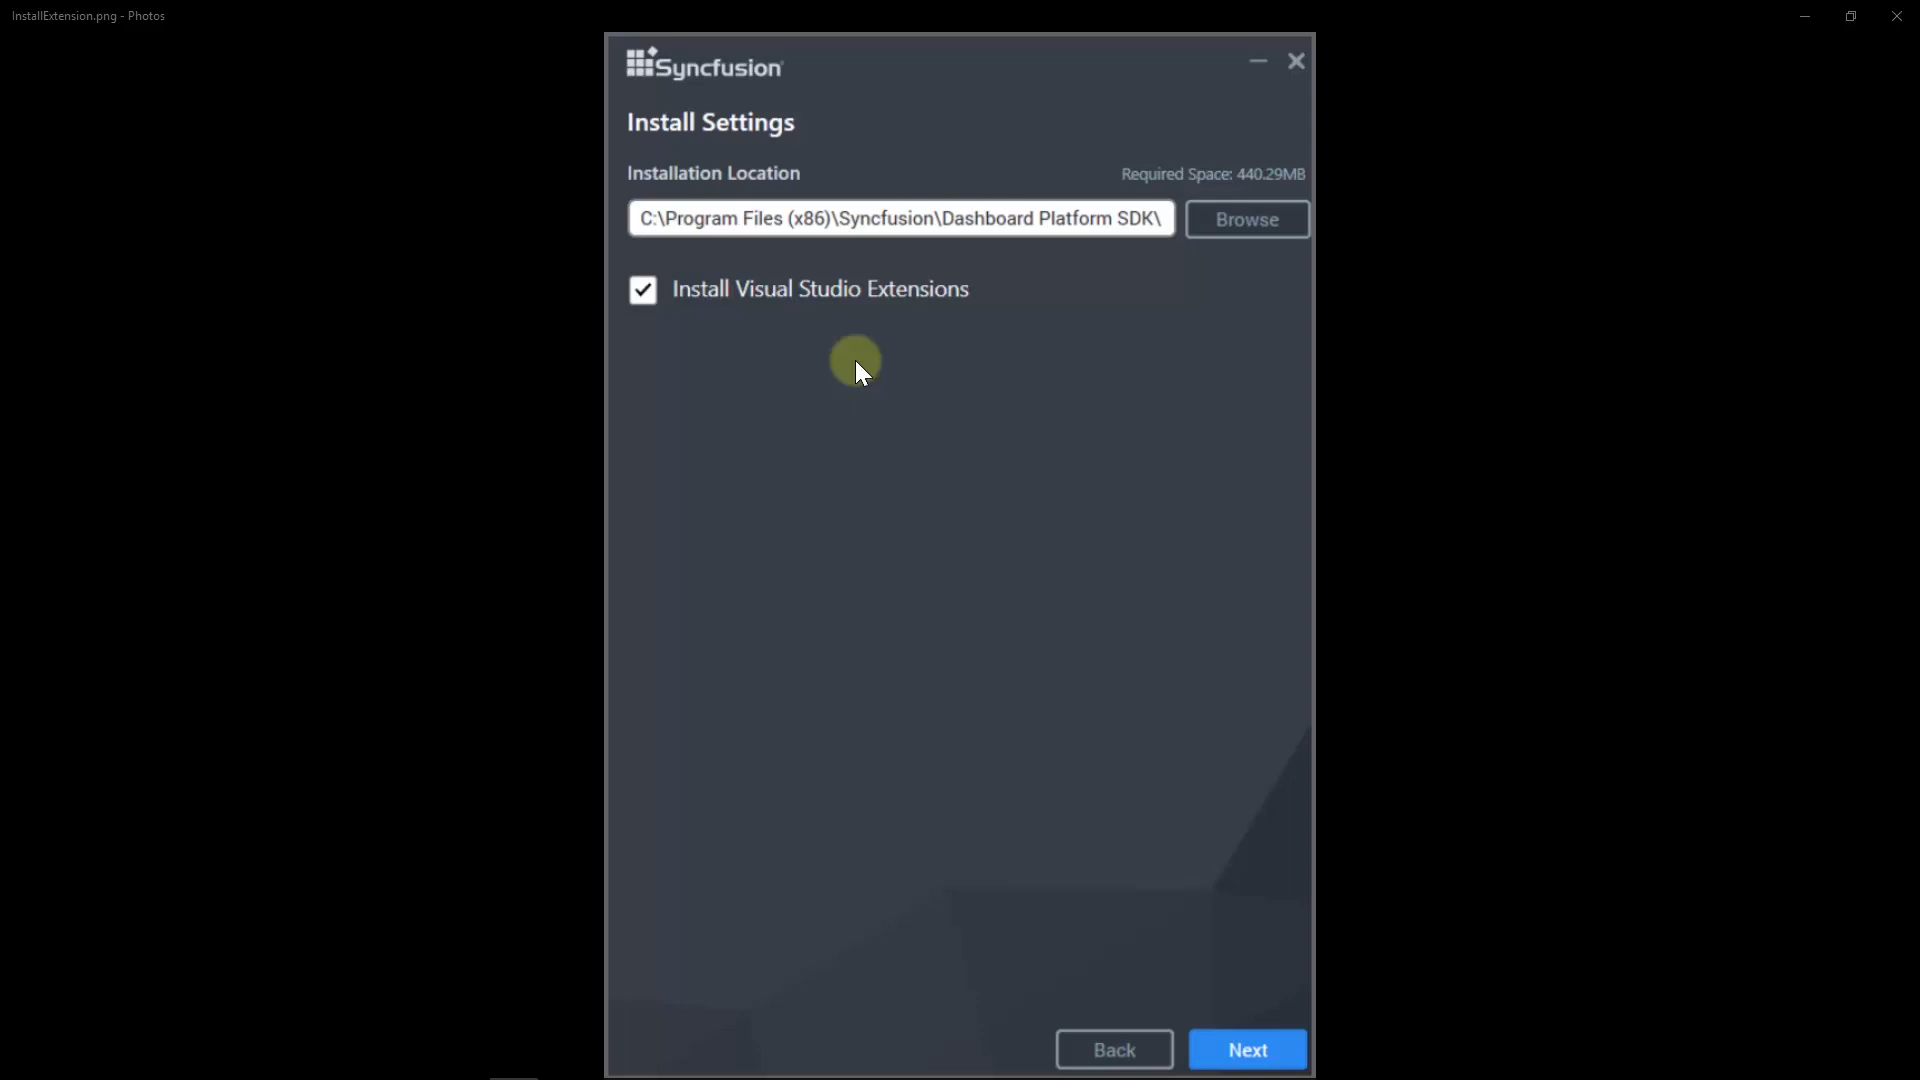 InstallExtension.png - Photos
Syncfusion
Install Settings
Installation Location
Required Space: 440.29MB
C:\Program Files (x86)\Syncfusion\Dashboard Platform SDK\
Browse
Install Visual Studio Extensions
Back
Next